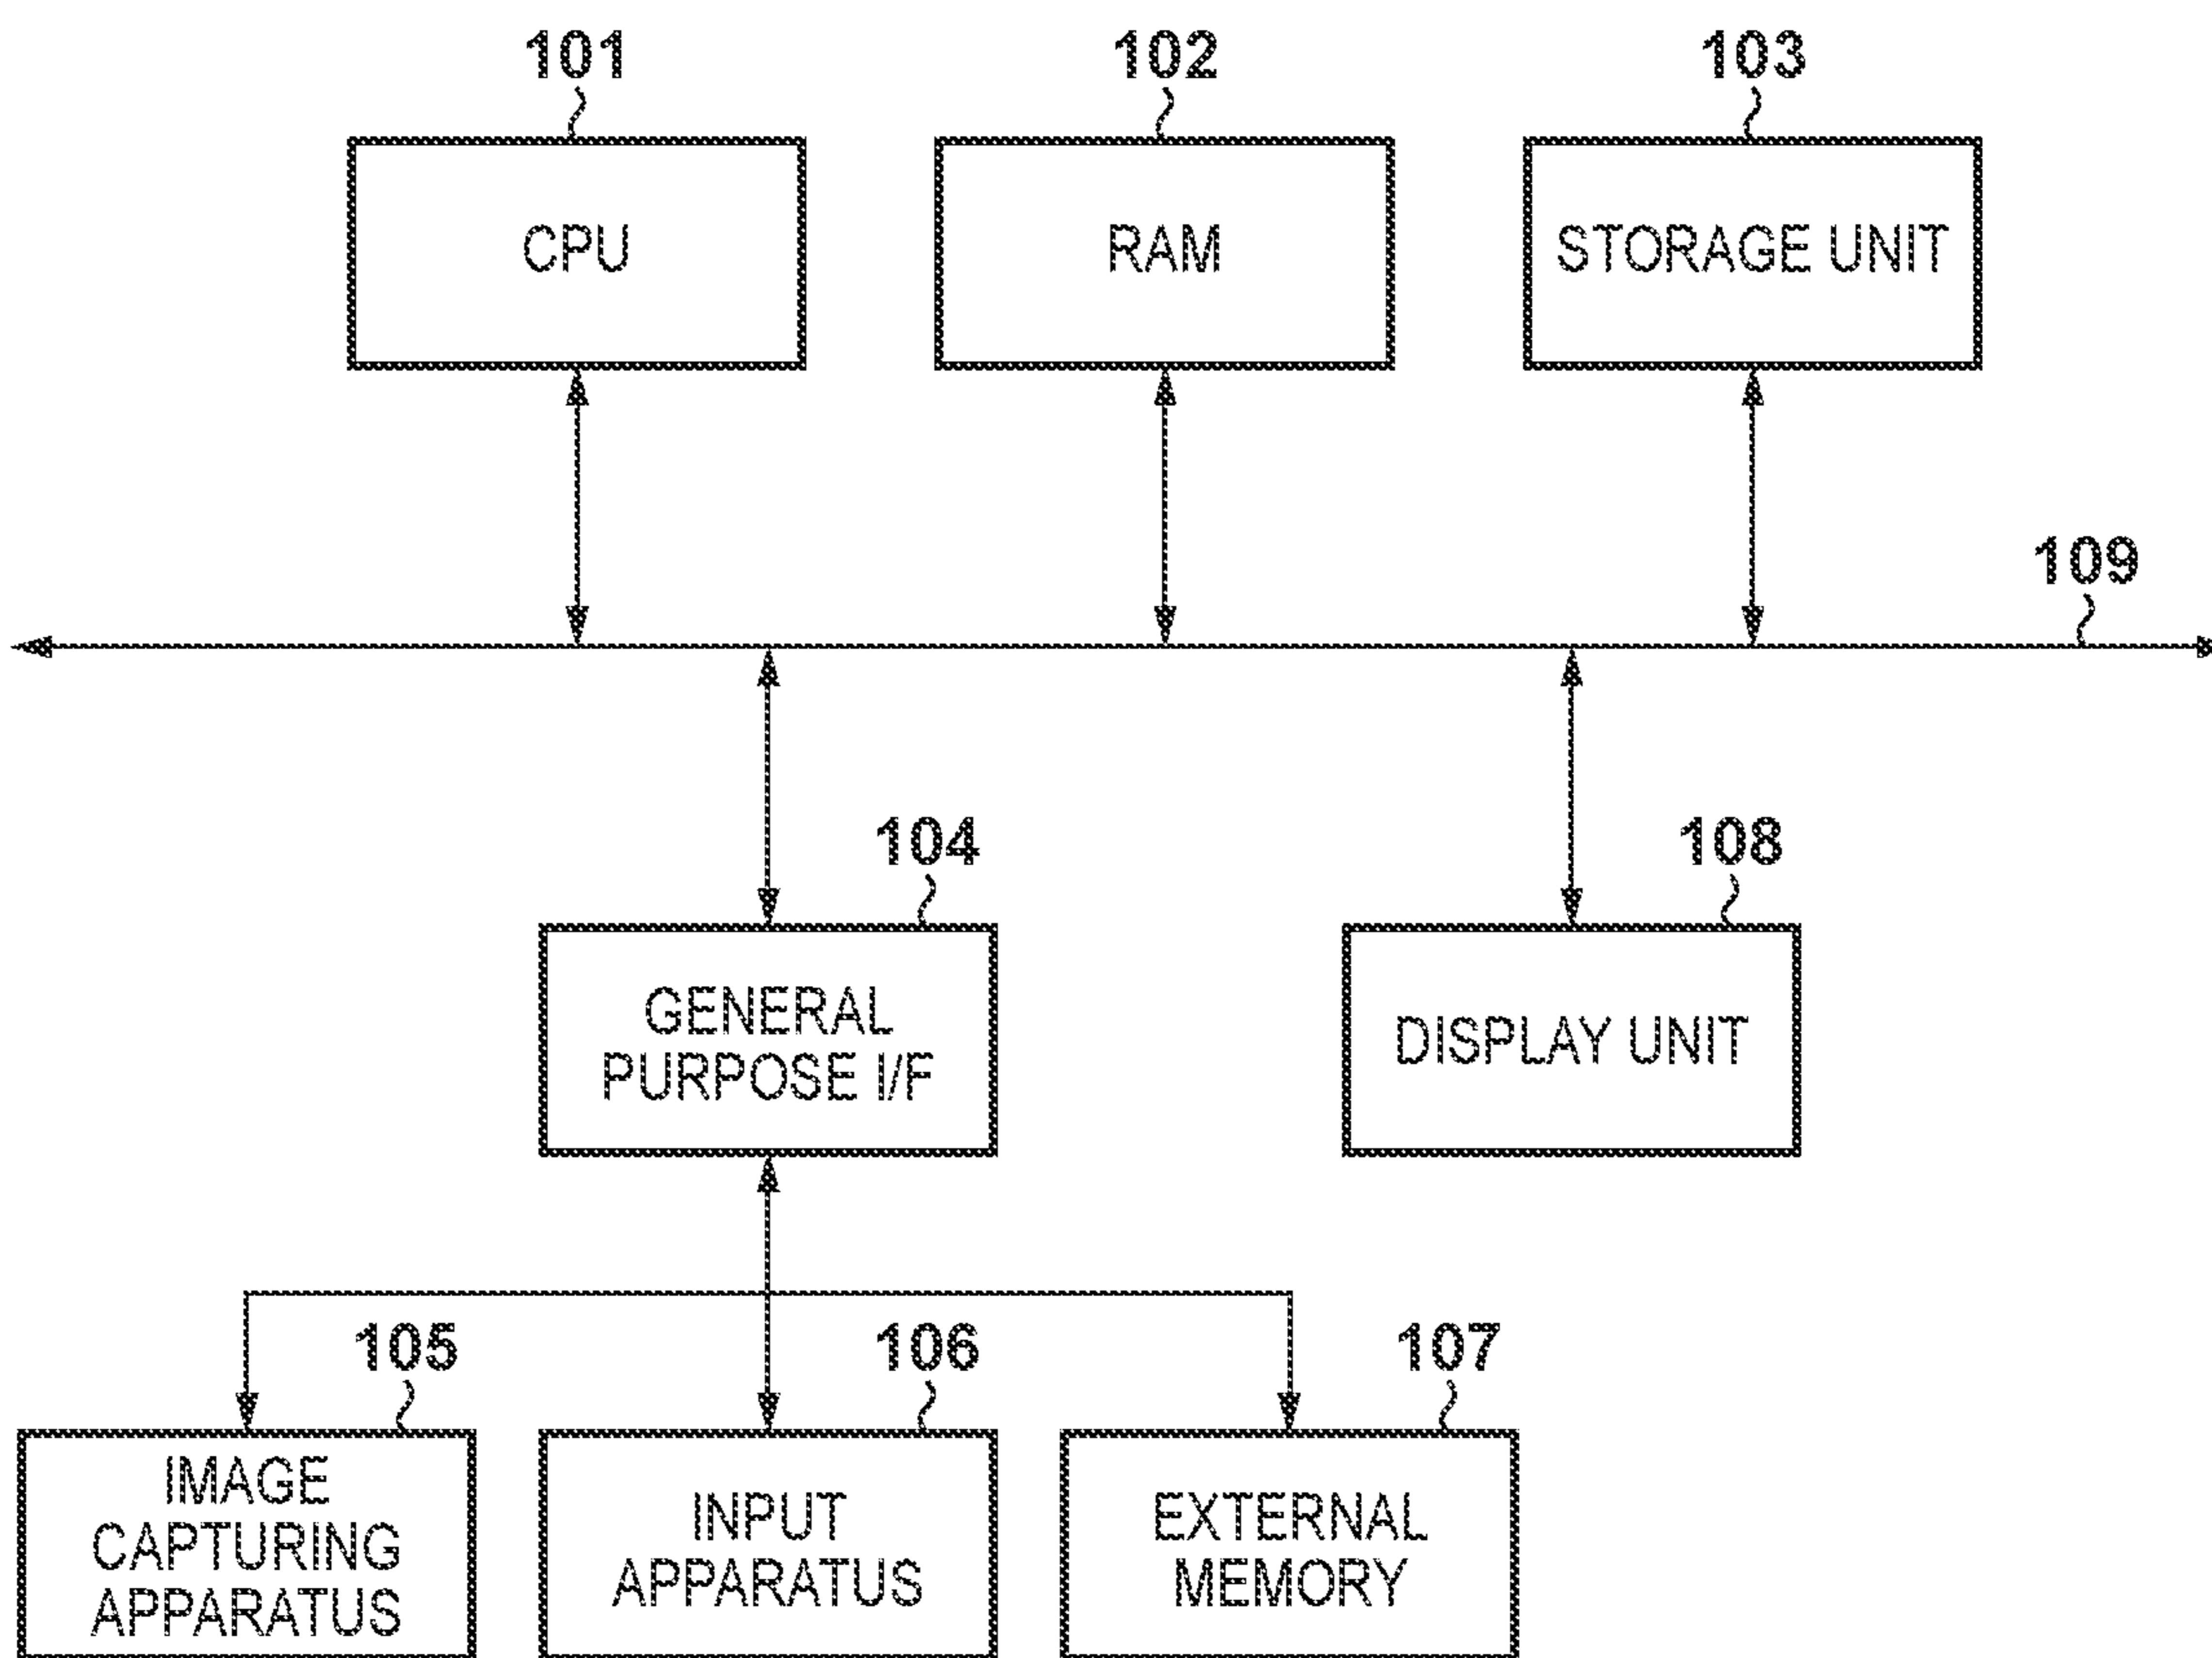 101
102
103
CPU
RAM
STORAGE UNIT
109
104
108
GENERAL
PURPOSE I/F
DISPLAY UNIT
105
106
107
IMAGE
CAPTURING
APPARATUS
INPUT
APPARATUS
EXTERNAL
MEMORY